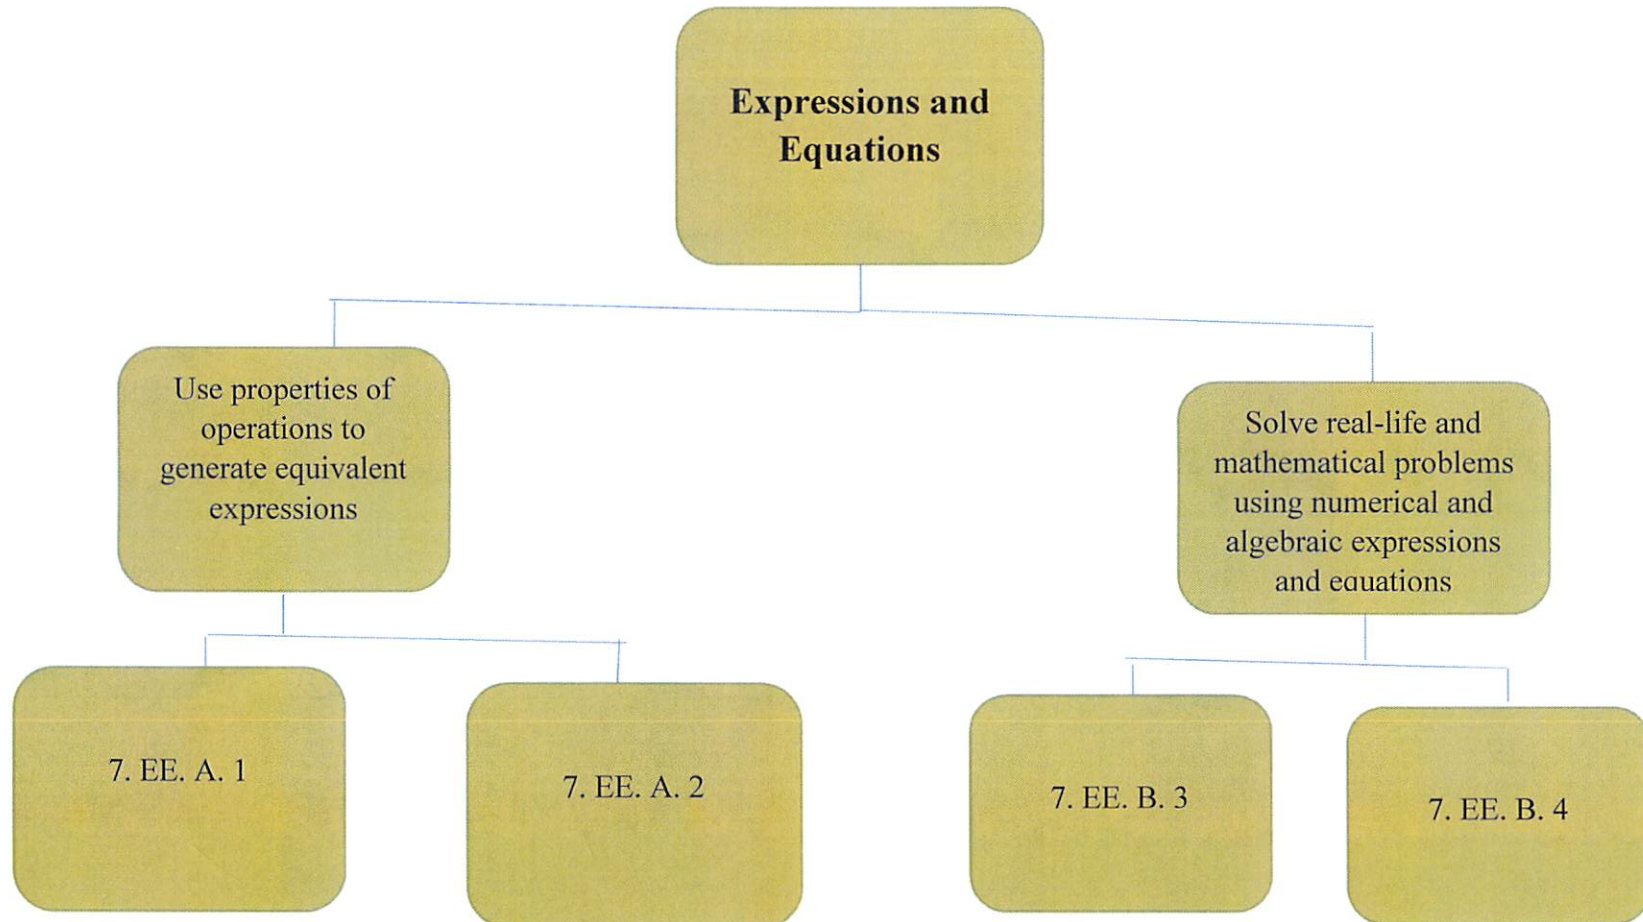 Expressions and
Equations
Use properties of
operations to
generate equivalent
expressions
Solve real-life and
mathematical problems
using numerical and
algebraic expressions
and equations
7. EE. A. 1
7. EE. A. 2
7. EE. B. 3
7. EE. B. 4